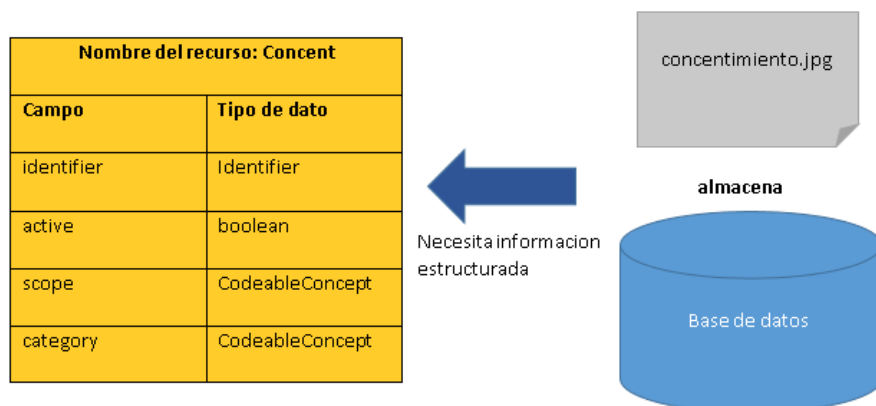 Nombre del recurso: Concent
Campo Tipo de dato
identifier Identifier
active boolean
scope CodeableConcept
category CodeableConcept
Necesita informacion
estructurada
concentimiento.jpg
almacena
Base de datos